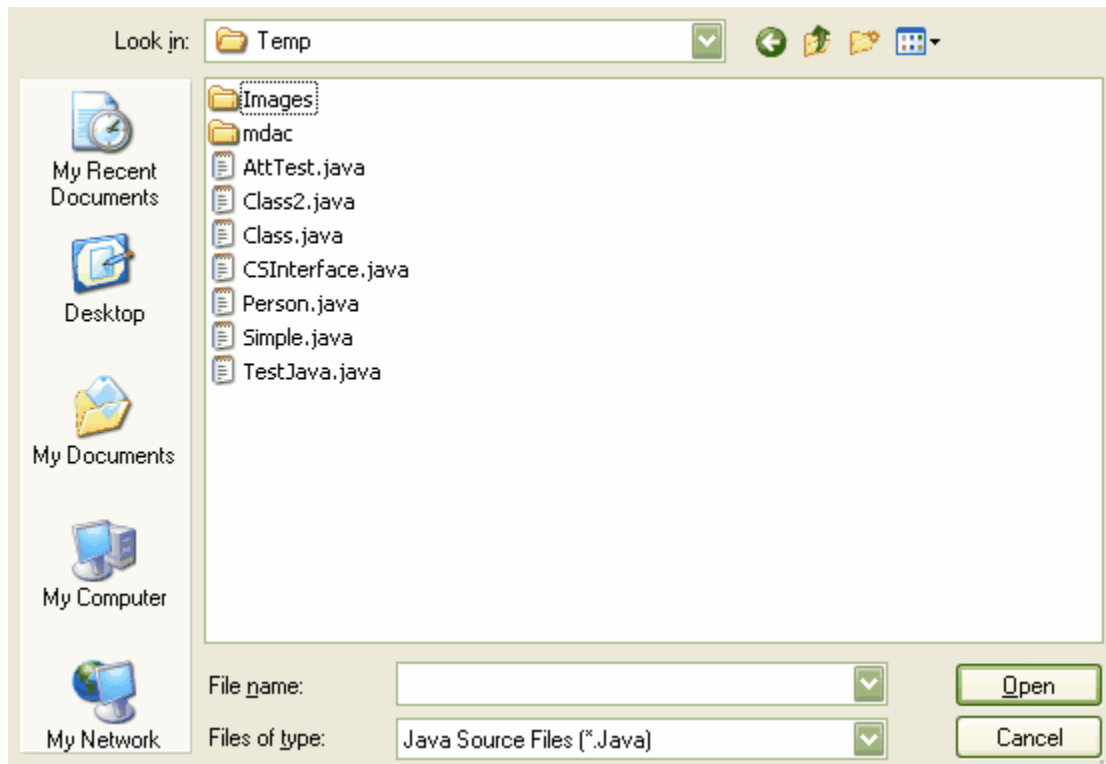 Look in: Temp
Images
mdac
AttTest.java
Class2.java
Class.java
CSInterface.java
Person.java
Simple.java
TestJava.java
My Recent
Documents
Desktop
My Documents
My Computer
My Network
File name:
Open
Files of type: Java Source Files (*.Java)
Cancel